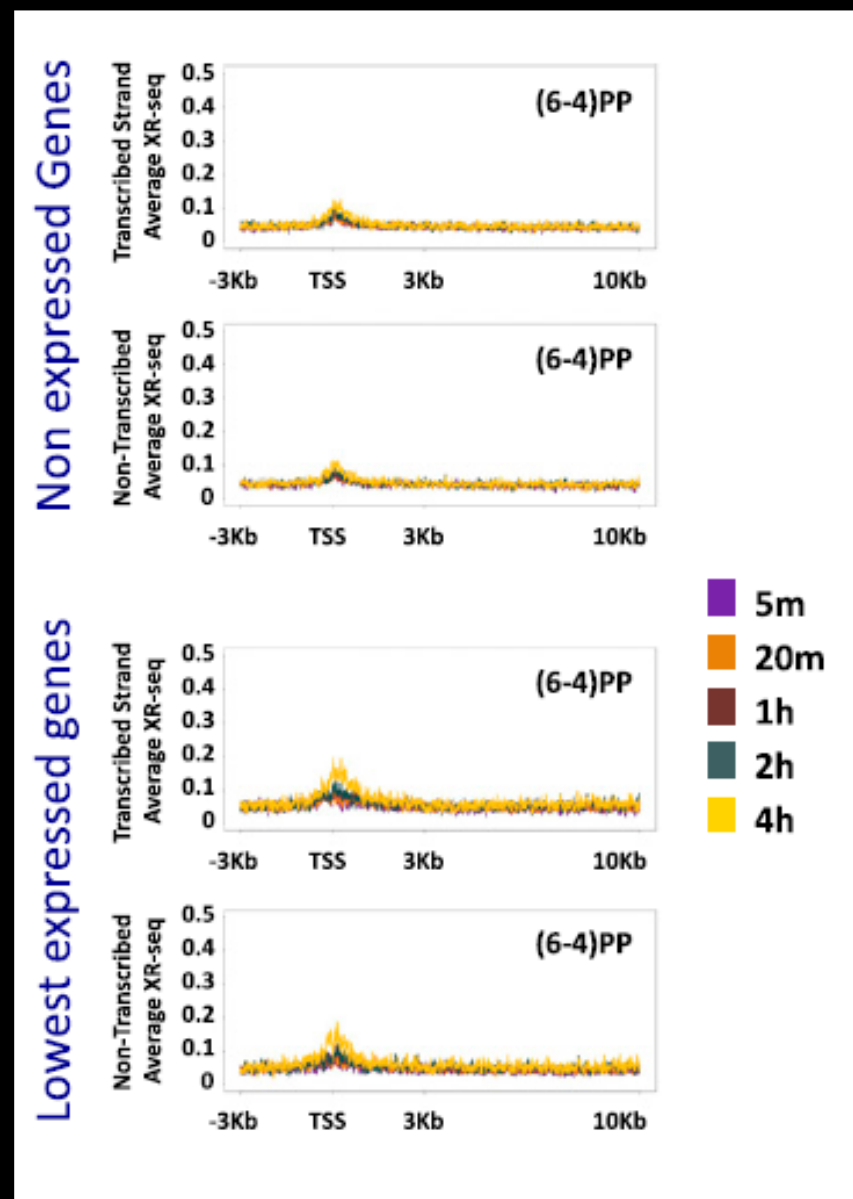 Non expressed Genes
Transcribed Strand
Average XR-seq
0.5
0.4
0.3
0.2
0.1
0
(6-4)PP
-3Kb TSS 3Kb 10Kb
Non-Transcribed
Average XR-seq
0.5
0.4
0.3
0.2
0.1
0
(6-4)PP
-3Kb TSS 3Kb 10Kb
Lowest expressed genes
Transcribed Strand
Average XR-seq
0.5
0.4
0.3
0.2
0.1
0
(6-4)PP
-3Kb TSS 3Kb 10Kb
Non-Transcribed
Average XR-seq
0.5
0.4
0.3
0.2
0.1
0
(6-4)PP
-3Kb TSS 3Kb 10Kb
5m
20m
1h
2h
4h